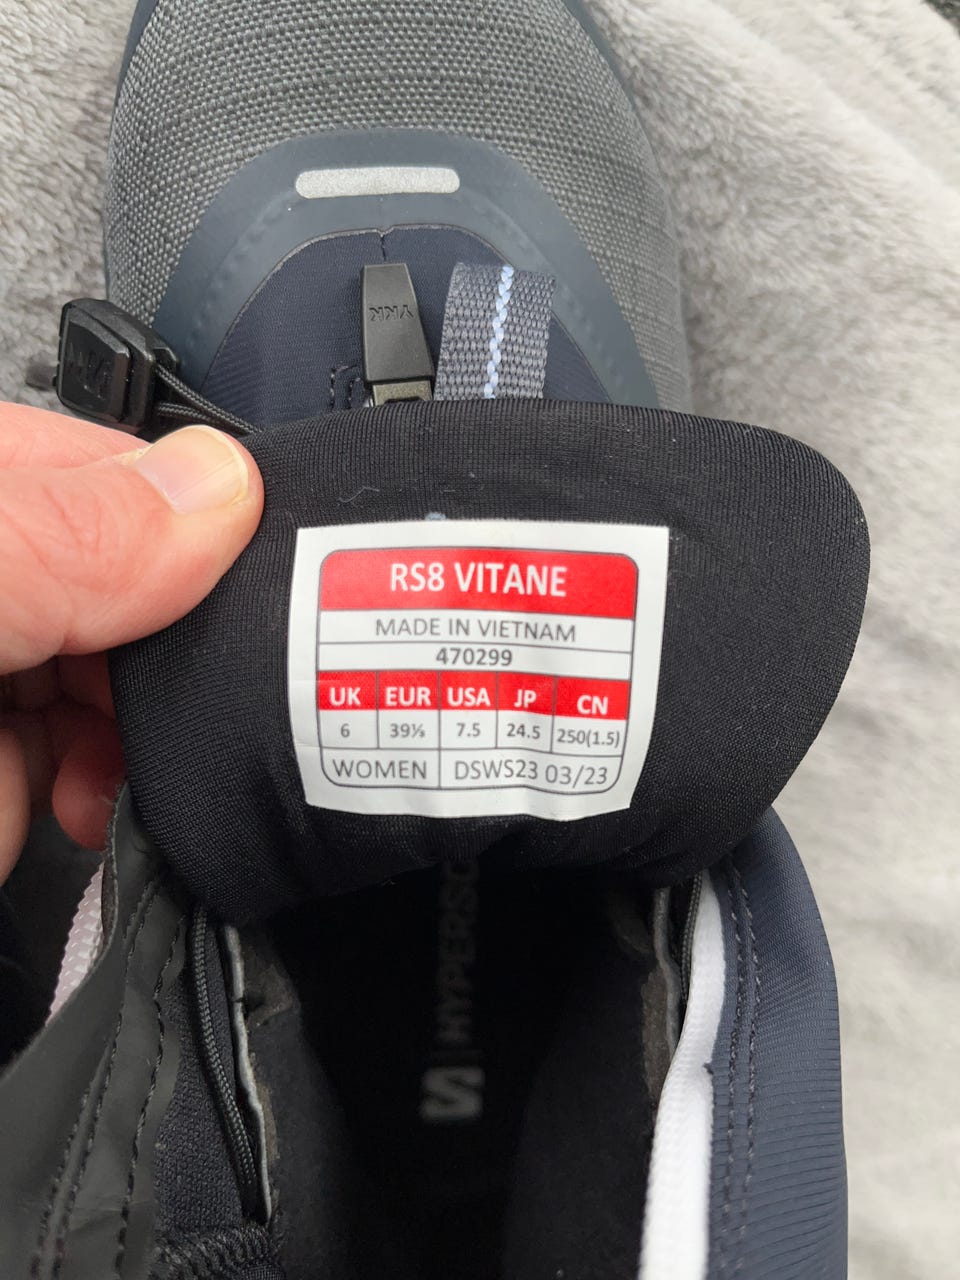 YKK
RS8 VITANE
MADE IN VIETNAM
470299
UK EUR USA JP CN
6 39⅓ 7.5 24.5 250(1.5)
WOMEN DSWS23 03/23
HYPERSO